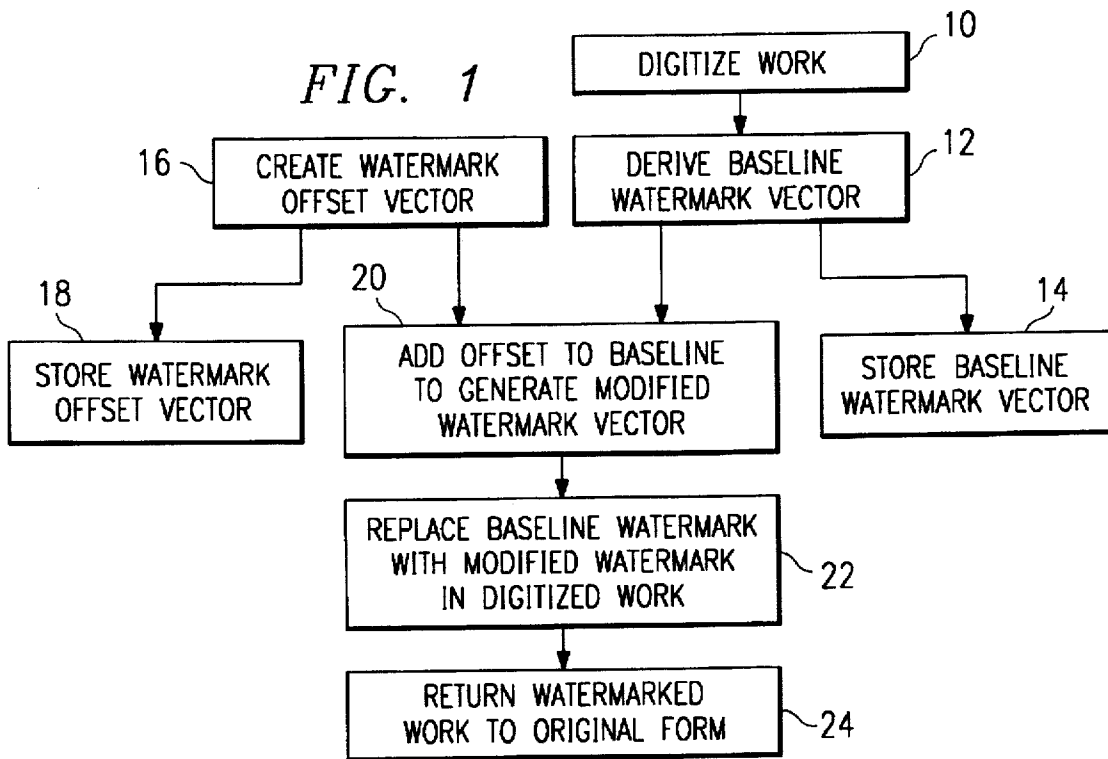 FIG. 1
10
DIGITIZE WORK
16
CREATE WATERMARK
OFFSET VECTOR
12
DERIVE BASELINE
WATERMARK VECTOR
18
STORE WATERMARK
OFFSET VECTOR
20
ADD OFFSET TO BASELINE
TO GENERATE MODIFIED
WATERMARK VECTOR
14
STORE BASELINE
WATERMARK VECTOR
REPLACE BASELINE WATERMARK
WITH MODIFIED WATERMARK
IN DIGITIZED WORK
22
RETURN WATERMARKED
WORK TO ORIGINAL FORM
24